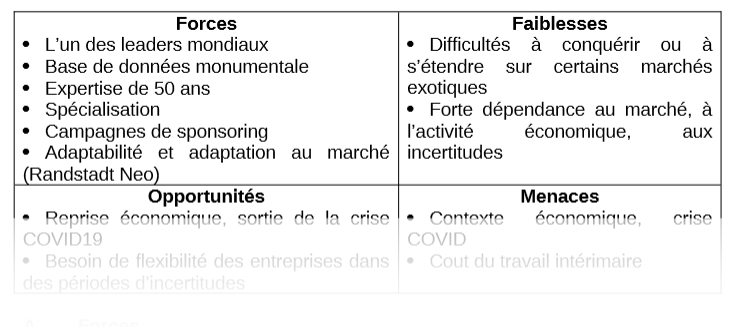 Forces
• L'un des leaders mondiaux
• Base de données monumentale
• Expertise de 50 ans
• Spécialisation
• Campagnes de sponsoring
• Adaptabilité et adaptation au marché
(Randstadt Neo)
Faiblesses
• Difficultés à conquérir ou à
s'étendre sur certains marchés
exotiques
• Forte dépendance au marché, à
l'activité économique, aux
incertitudes
Opportunités
• Reprise économique, sortie de la crise
COVID19
• Besoin de flexibilité des entreprises dans
des périodes d'incertitudes
Menaces
• Contexte économique, crise
COVID
• Cout du travail intérimaire
A. Forces